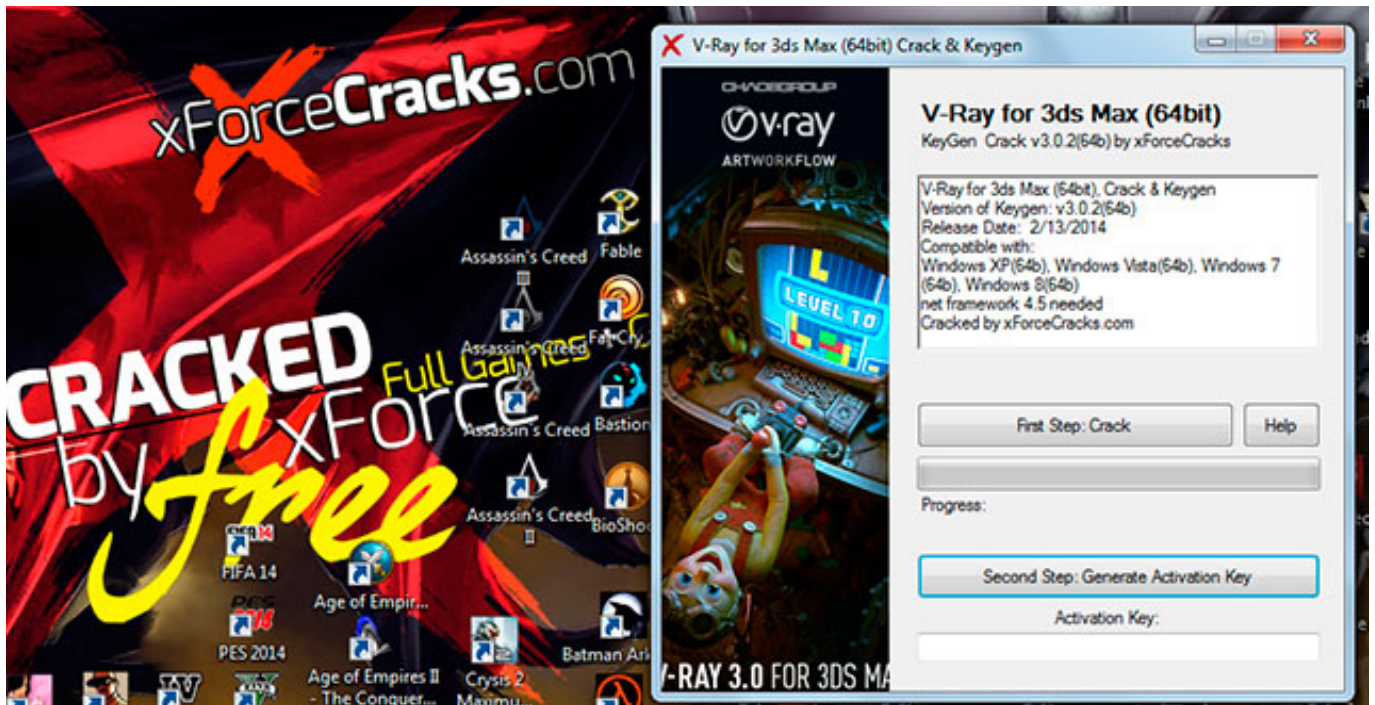 xForceCracks.com
CRACKED
by xForce
free
Full Games
Assassin's Creed
III
Fable
Assassin's Creed
Far Cry
Assassin's Creed
Bastion
Assassin's Creed
II
BioSho
FIFA 14
Age of Empir...
PES 2014
Age of Empires II
- The Conquer...
Crysis 2
Maximu...
Batman Ark
V-Ray for 3ds Max (64bit) Crack & Keygen
CHAOSGROUP
v·ray
ARTWORKFLOW
LEVEL 10
V-RAY 3.0 FOR 3DS MA
V-Ray for 3ds Max (64bit)
KeyGen Crack v3.0.2(64b) by xForceCracks
V-Ray for 3ds Max (64bit), Crack & Keygen
Version of Keygen: v3.0.2(64b)
Release Date: 2/13/2014
Compatible with:
Windows XP(64b), Windows Vista(64b), Windows 7
(64b), Windows 8(64b)
net framework 4.5 needed
Cracked by xForceCracks.com
First Step: Crack
Help
Progress:
Second Step: Generate Activation Key
Activation Key: